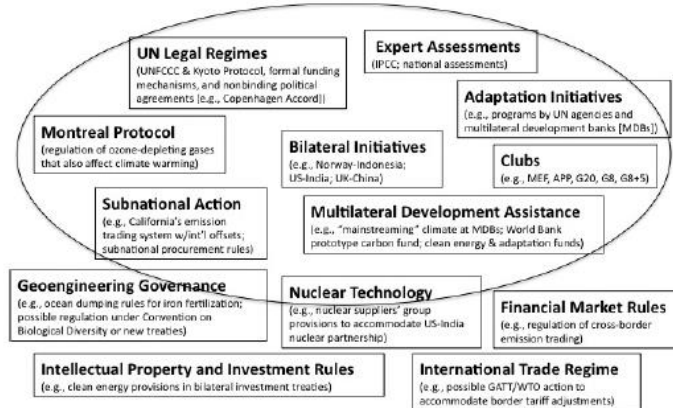 UN Legal Regimes
(UNFCCC & Kyoto Protocol, formal funding
mechanisms, and nonbinding political
agreements [e.g., Copenhagen Accord])
Expert Assessments
(IPCC; national assessments)
Adaptation Initiatives
(e.g., programs by UN agencies and
multilateral development banks [MDBs])
Montreal Protocol
(regulation of ozone-depleting gases
that also affect climate warming)
Bilateral Initiatives
(e.g., Norway-Indonesia;
US-India; UK-China)
Clubs
(e.g., MEF, APP, G20, G8, G8+5)
Subnational Action
(e.g., California's emission
trading system w/int'l offsets;
subnational procurement rules)
Multilateral Development Assistance
(e.g., "mainstreaming" climate at MDBs; World Bank
prototype carbon fund; clean energy & adaptation funds)
Geoengineering Governance
(e.g., ocean dumping rules for iron fertilization;
possible regulation under Convention on
Biological Diversity or new treaties)
Nuclear Technology
(e.g., nuclear suppliers' group
provisions to accommodate US-India
nuclear partnership)
Financial Market Rules
(e.g., regulation of cross-border
emission trading)
Intellectual Property and Investment Rules
(e.g., clean energy provisions in bilateral investment treaties)
International Trade Regime
(e.g., possible GATT/WTO action to
accommodate border tariff adjustments)